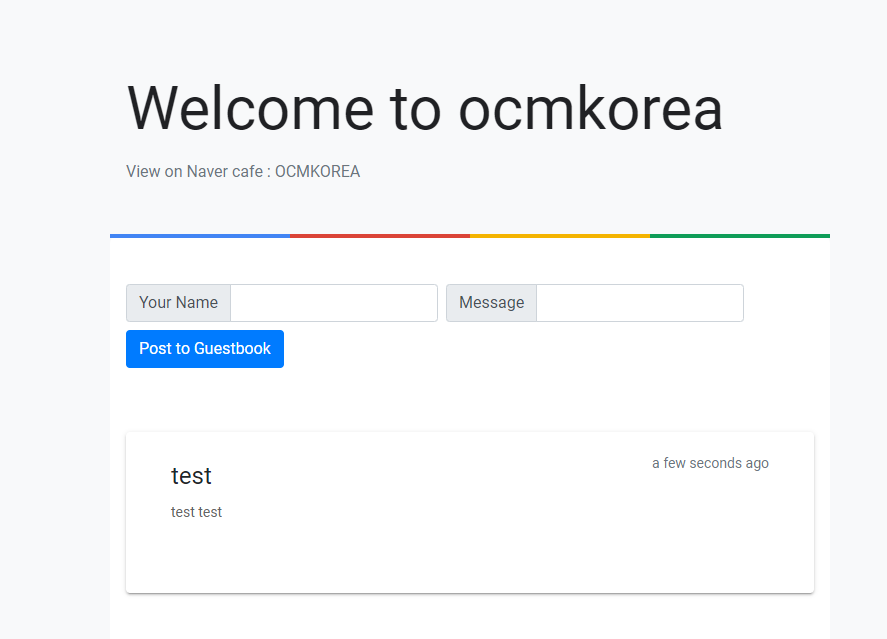 Welcome to ocmkorea
View on Naver cafe : OCMKOREA
Your Name
Message
Post to Guestbook
test
a few seconds ago
test test